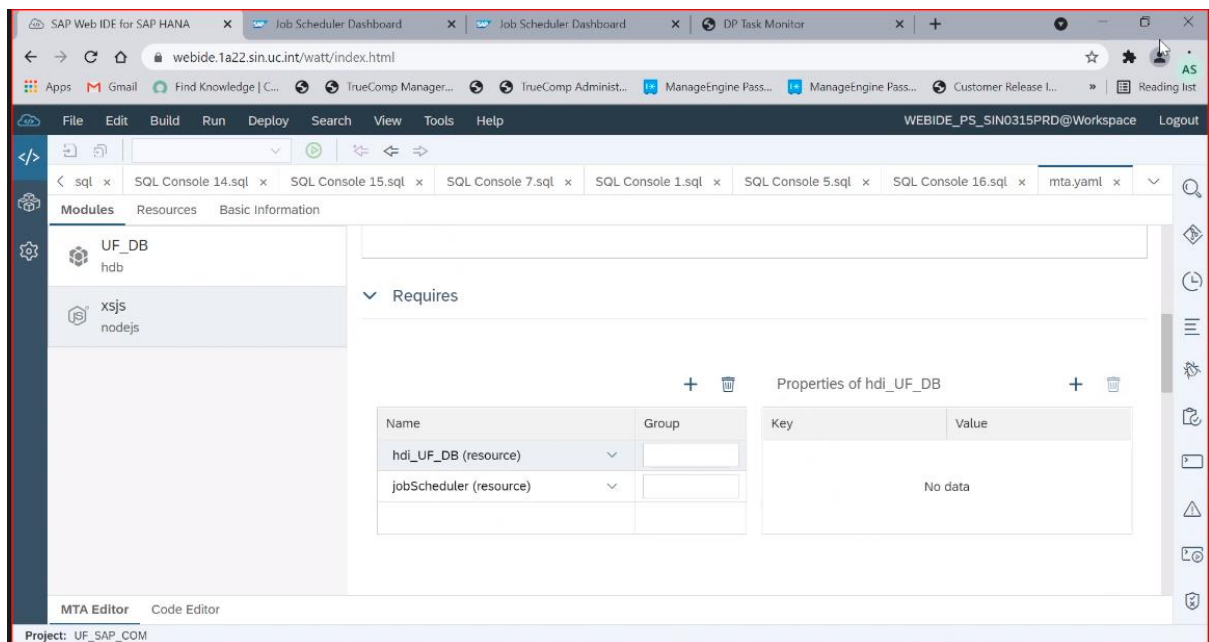 SAP Web IDE for SAP HANA Job Scheduler Dashboard Job Scheduler Dashboard DP Task Monitor
webide.1a22.sin.uc.int/watt/index.html
AS
Apps Gmail Find Knowledge | C... TrueComp Manager... TrueComp Administ... ManageEngine Pass... ManageEngine Pass... Customer Release I... » Reading list
File Edit Build Run Deploy Search View Tools Help WEBIDE_PS_SIN0315PRD@Workspace Logout
sql × SQL Console 14.sql × SQL Console 15.sql × SQL Console 7.sql × SQL Console 1.sql × SQL Console 5.sql × SQL Console 16.sql × mta.yaml ×
Modules Resources Basic Information
UF_DB
hdb
xsjs
nodejs
Requires
Properties of hdi_UF_DB
Name Group Key Value
hdi_UF_DB (resource)
jobScheduler (resource) No data
MTA Editor Code Editor
Project: UF_SAP_COM